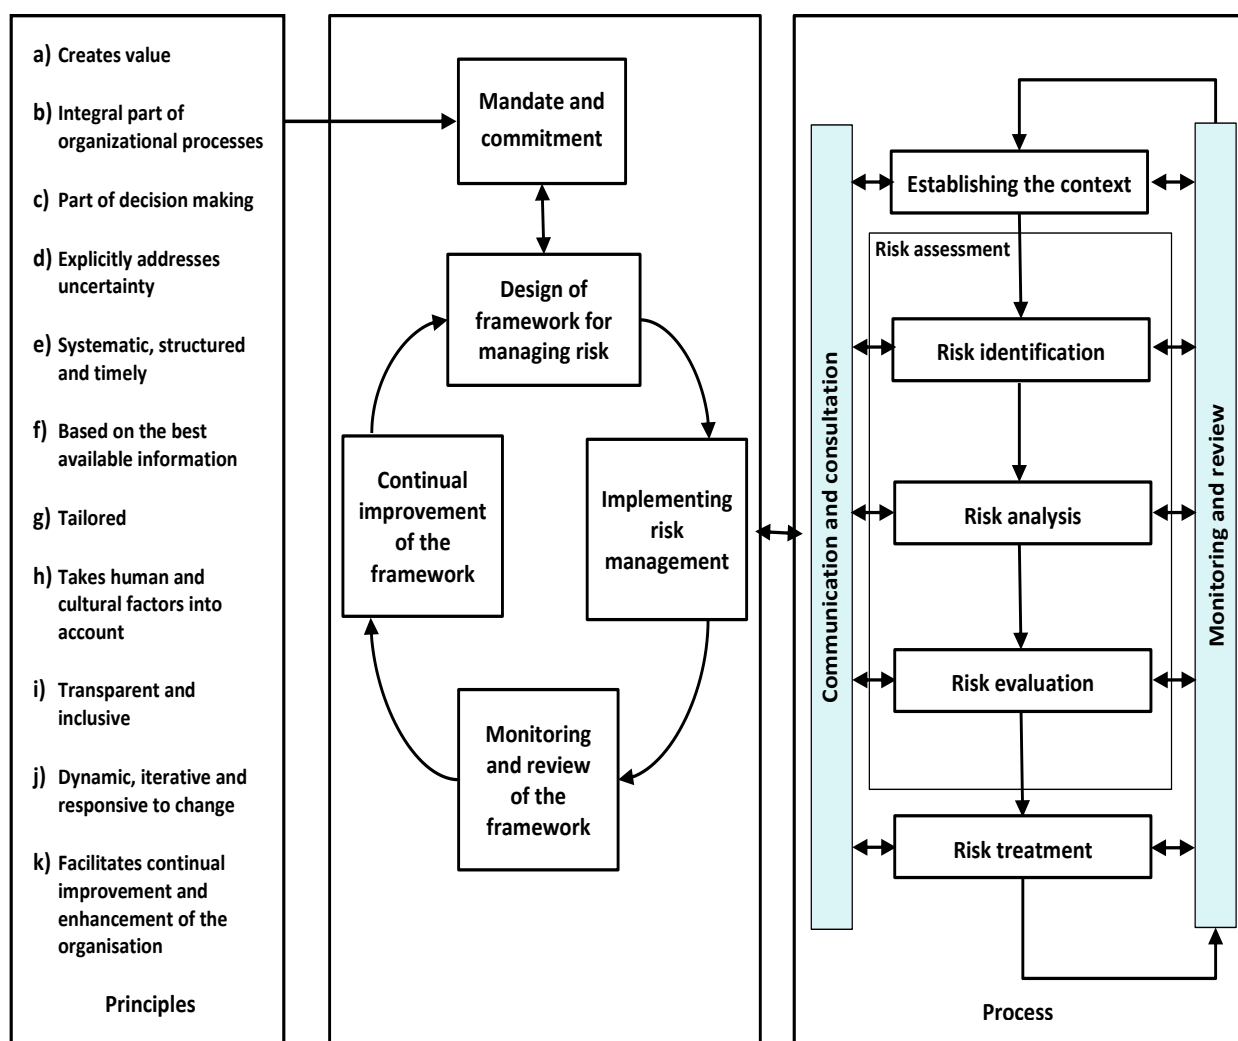 a) Creates value
b) Integral part of
organizational processes
c) Part of decision making
d) Explicitly addresses
uncertainty
e) Systematic, structured
and timely
f) Based on the best
available information
g) Tailored
h) Takes human and
cultural factors into
account
i) Transparent and
inclusive
j) Dynamic, iterative and
responsive to change
k) Facilitates continual
improvement and
enhancement of the
organisation
Principles
Mandate and
commitment
Design of
framework for
managing risk
Implementing
risk
management
Monitoring
and review
of the
framework
Continual
improvement
of the
framework
Communication and consultation
Establishing the context
Risk assessment
Risk identification
Risk analysis
Risk evaluation
Risk treatment
Monitoring and review
Process